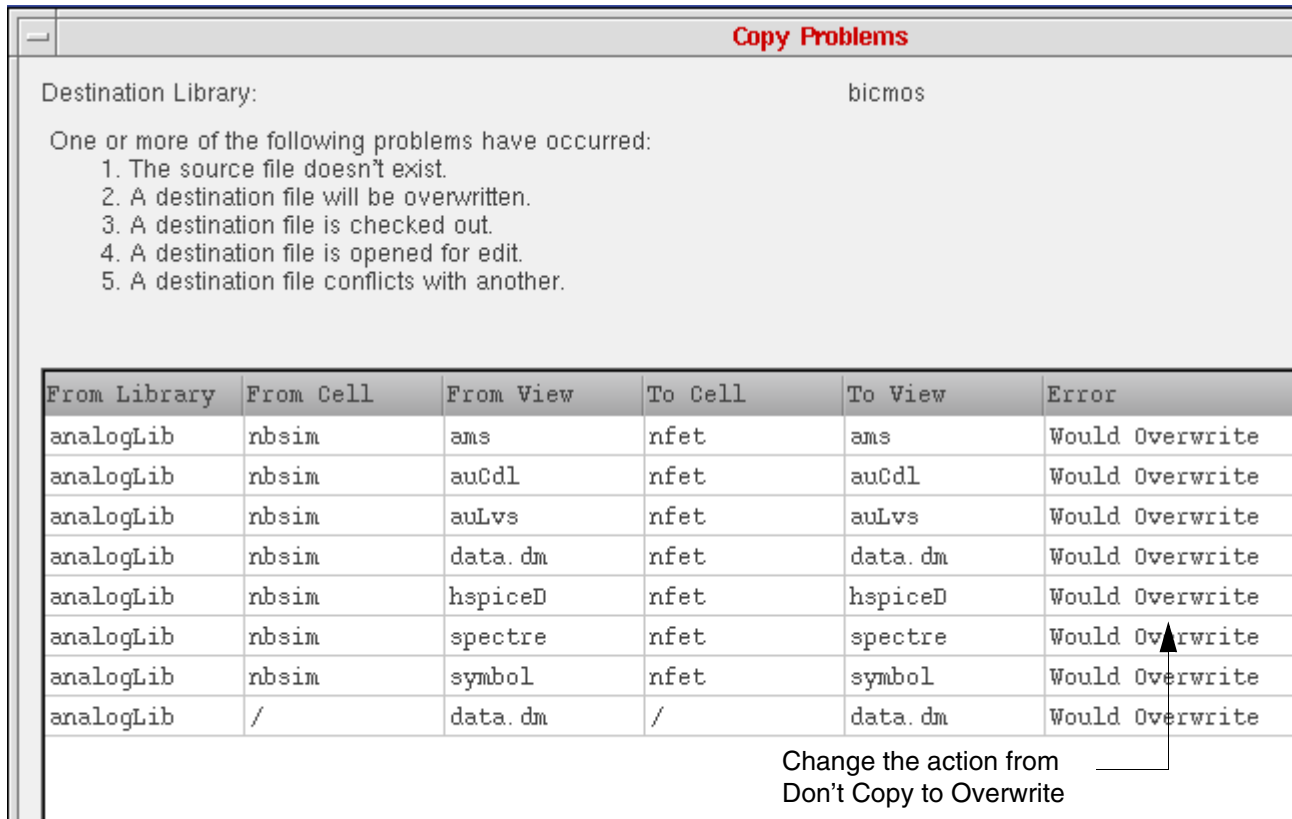 Copy Problems
Destination Library: bicmos
One or more of the following problems have occurred:
1. The source file doesn't exist.
2. A destination file will be overwritten.
3. A destination file is checked out.
4. A destination file is opened for edit.
5. A destination file conflicts with another.
From Library From Cell From View To Cell To View Error
analogLib nbsim ams nfet ams Would Overwrite
analogLib nbsim auCdl nfet auCdl Would Overwrite
analogLib nbsim auLvs nfet auLvs Would Overwrite
analogLib nbsim data.dm nfet data.dm Would Overwrite
analogLib nbsim hspiceD nfet hspiceD Would Overwrite
analogLib nbsim spectre nfet spectre Would Overwrite
analogLib nbsim symbol nfet symbol Would Overwrite
analogLib / data.dm / data.dm Would Overwrite
Change the action from
Don't Copy to Overwrite